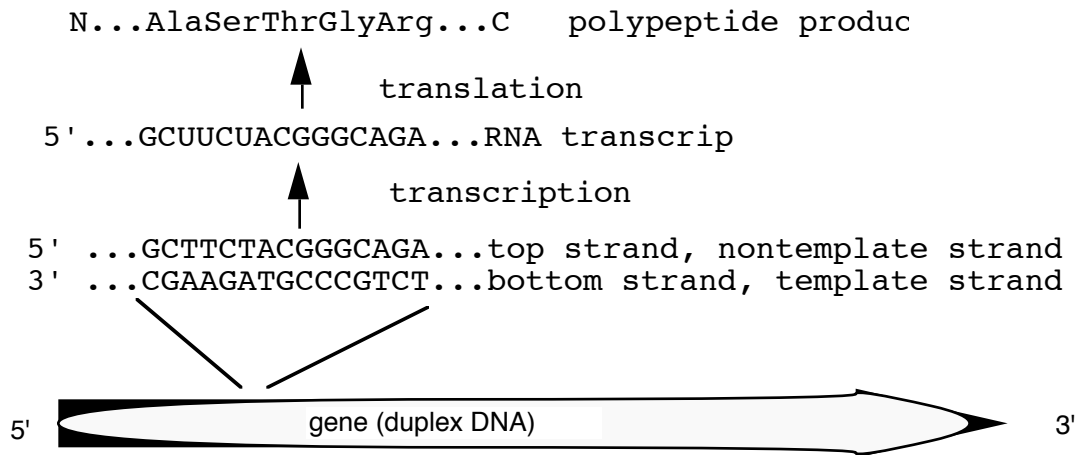 N...AlaSerThrGlyArg...C polypeptide produc
translation
5'...GCUUCUACGGGCAGA...RNA transcrip
transcription
5' ...GCTTCTACGGGCAGA...top strand, nontemplate strand
3' ...CGAAGATGCCCGTCT...bottom strand, template strand
5' gene (duplex DNA) 3'